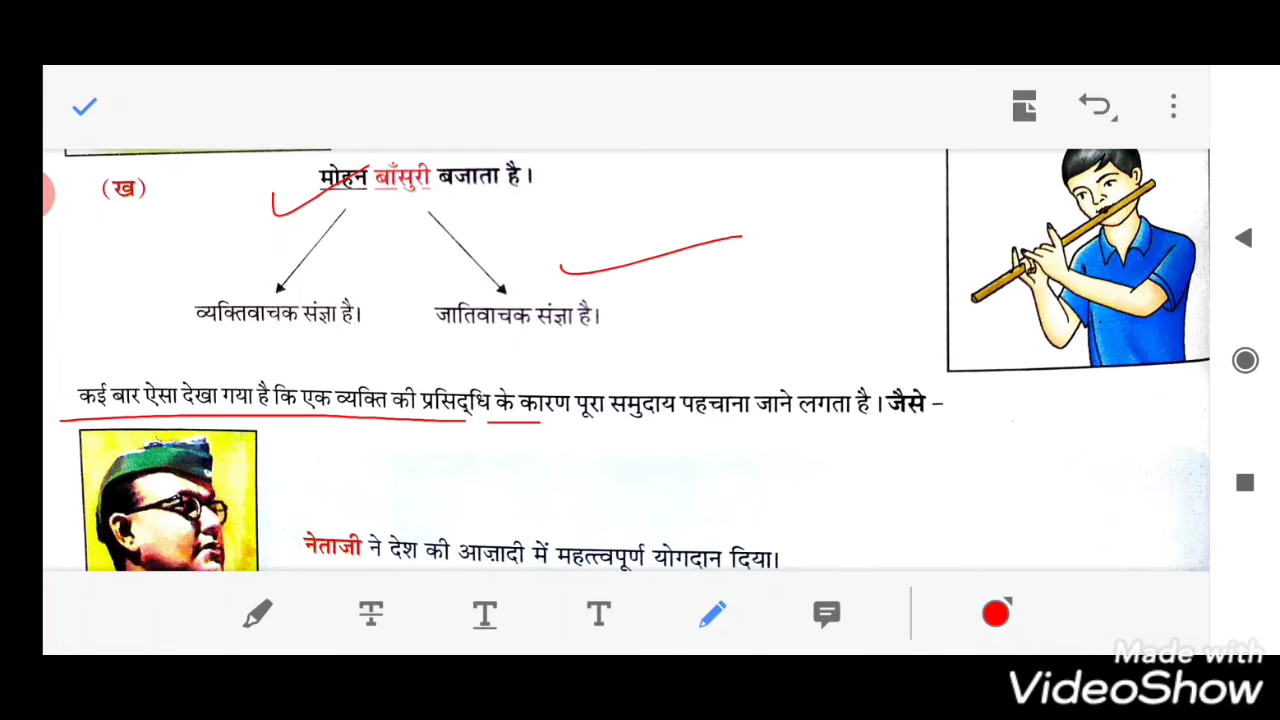 (ख)
मोहन बाँसुरी बजाता है।
व्यक्तिवाचक संज्ञा है।
जातिवाचक संज्ञा है।
कई बार ऐसा देखा गया है कि एक व्यक्ति की प्रसिद्धि के कारण पूरा समुदाय पहचाना जाने लगता है। जैसे –
नेताजी ने देश की आज़ादी में महत्त्वपूर्ण योगदान दिया।
T T T
Made with
VideoShow